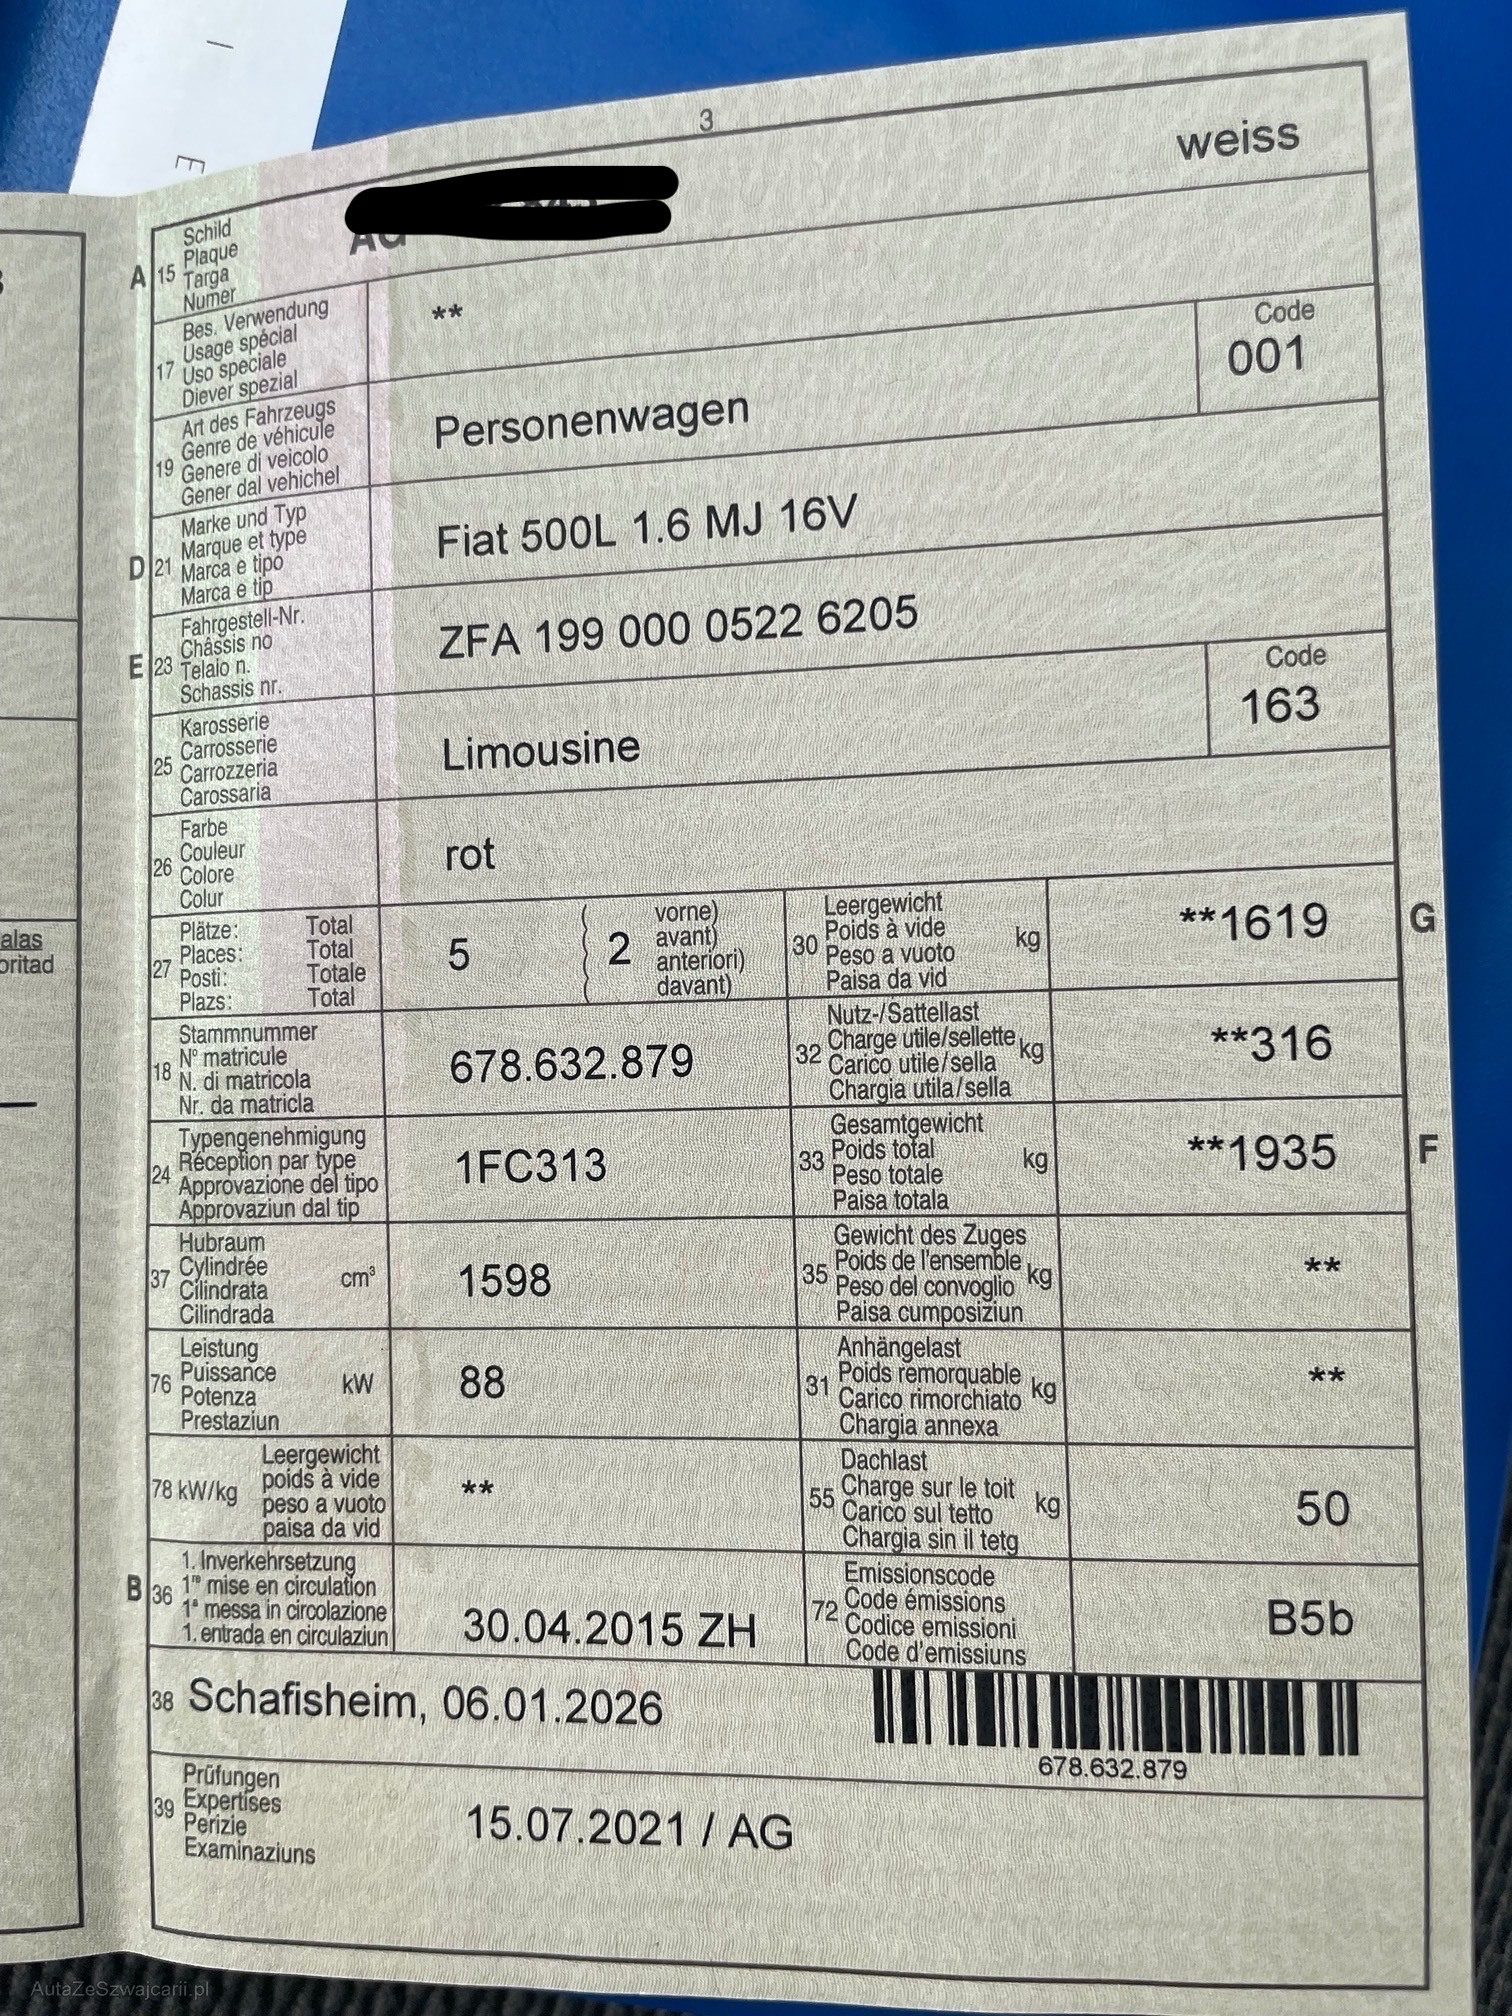 3
A 15 Schild
Plaque
Targa
Numer
AG
weiss
17 Bes. Verwendung
Usage spécial
Uso speciale
Diever spezial
**
19 Art des Fahrzeugs
Genre de véhicule
Genere di veicolo
Gener dal vehichel
Personenwagen
Code
001
D 21 Marke und Typ
Marque et type
Marca e tipo
Marca e tip
Fiat 500L 1.6 MJ 16V
E 23 Fahrgestell-Nr.
Châssis no
Telaio n.
Schassis nr.
ZFA 199 000 0522 6205
25 Karosserie
Carrosserie
Carrozzeria
Carossaria
Limousine
Code
163
26 Farbe
Couleur
Colore
Colur
rot
27 Plätze: Total
Places: Total
Posti: Totale
Plazs: Total
5
2
vorne)
avant)
anteriori)
davant)
30 Leergewicht
Poids à vide
Peso a vuoto
Paisa da vid
kg
**1619
G
18 Stammnummer
N° matricule
N. di matricola
Nr. da matricla
678.632.879
32 Nutz-/Sattellast
Charge utile/sellette
Carico utile/sella
Chargia utila/sella
kg
**316
24 Typengenehmigung
Réception par type
Approvazione del tipo
Approvaziun dal tip
1FC313
33 Gesamtgewicht
Poids total
Peso totale
Paisa totala
kg
**1935
F
37 Hubraum
Cylindrée
Cilindrata
Cilindrada
cm³
1598
35 Gewicht des Zuges
Poids de l'ensemble
Peso del convoglio
Paisa cumposiziun
kg
**
76 Leistung
Puissance
Potenza
Prestaziun
kW
88
31 Anhängelast
Poids remorquable
Carico rimorchiato
Chargia annexa
kg
**
78 kW/kg
Leergewicht
poids à vide
peso a vuoto
paisa da vid
**
55 Dachlast
Charge sur le toit
Carico sul tetto
Chargia sin il tetg
kg
50
B 36 1. Inverkehrsetzung
1re mise en circulation
1a messa in circolazione
1. entrada en circulaziun
30.04.2015 ZH
72 Emissionscode
Code émissions
Codice emissioni
Code d'emissiuns
B5b
38 Schafisheim, 06.01.2026
678.632.879
39 Prüfungen
Expertises
Perizie
Examinaziuns
15.07.2021 / AG
alas
oritad
E
AutaZeSzwajcarii.pl